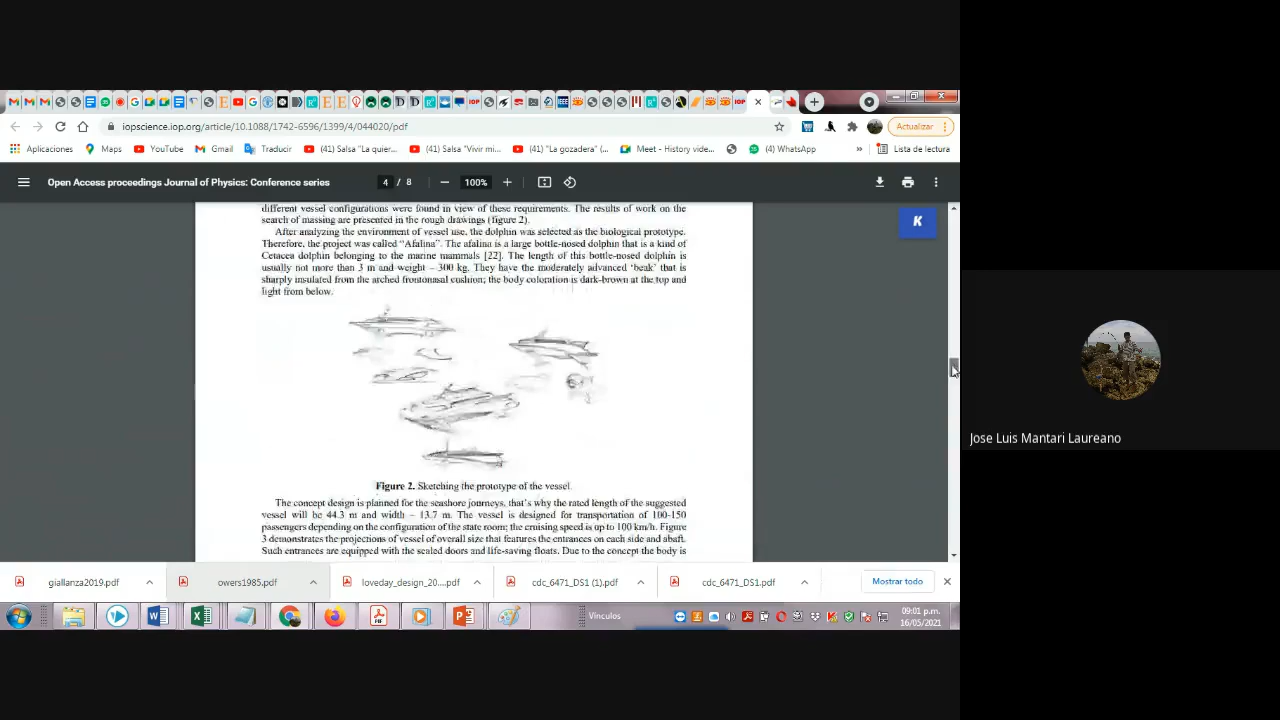 iopscience.iop.org/article/10.1088/1742-6596/1399/4/044020/pdf
Actualizar
Aplicaciones
Maps
YouTube
Gmail
Traducir
(41) Salsa "La quier...
(41) Salsa "Vivir mi...
(41) "La gozadera" (...
Meet - History vide...
(4) WhatsApp
»
Lista de lectura
Open Access proceedings Journal of Physics: Conference series
4 / 8
100%
K
different vessel configurations were found in view of these requirements. The results of work on the
search of massing are presented in the rough drawings (figure 2).
After analyzing the environment of vessel use, the dolphin was selected as the biological prototype.
Therefore, the project was called "Afalina". The afalina is a large bottle-nosed dolphin that is a kind of
Cetacea dolphin belonging to the marine mammals [22]. The length of this bottle-nosed dolphin is
usually not more than 3 m and weight – 300 kg. They have the moderately advanced 'beak' that is
sharply insulated from the arched frontonasal cushion; the body coloration is dark-brown at the top and
light from below.
Figure 2. Sketching the prototype of the vessel.
The concept design is planned for the seashore journeys, that's why the rated length of the suggested
vessel will be 44.3 m and width – 13.7 m. The vessel is designed for transportation of 100-150
passengers depending on the configuration of the state room; the cruising speed is up to 100 km/h. Figure
3 demonstrates the projections of vessel of overall size that features the entrances on each side and abaft.
Such entrances are equipped with the sealed doors and life-saving floats. Due to the concept the body is
Jose Luis Mantari Laureano
giallanza2019.pdf
owers1985.pdf
loveday_design_20....pdf
cdc_6471_DS1 (1).pdf
cdc_6471_DS1.pdf
Mostrar todo
Vínculos
09:01 p.m.
16/05/2021